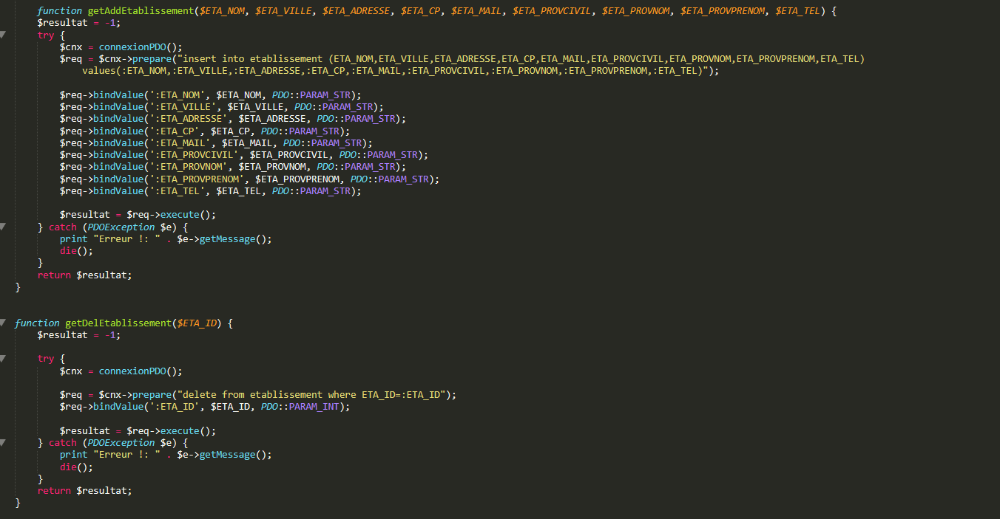 function getAddEtablissement($ETA_NOM, $ETA_VILLE, $ETA_ADRESSE, $ETA_CP, $ETA_MAIL, $ETA_PROVCIVIL, $ETA_PROVNOM, $ETA_PROVPRENOM, $ETA_TEL) {
$resultat = -1;
try {
$cnx = connexionPDO();
$req = $cnx->prepare("insert into etablissement (ETA_NOM,ETA_VILLE,ETA_ADRESSE,ETA_CP,ETA_MAIL,ETA_PROVCIVIL,ETA_PROVNOM,ETA_PROVPRENOM,ETA_TEL)
values(:ETA_NOM,:ETA_VILLE,:ETA_ADRESSE,:ETA_CP,:ETA_MAIL,:ETA_PROVCIVIL,:ETA_PROVNOM,:ETA_PROVPRENOM,:ETA_TEL)");
$req->bindValue(':ETA_NOM', $ETA_NOM, PDO::PARAM_STR);
$req->bindValue(':ETA_VILLE', $ETA_VILLE, PDO::PARAM_STR);
$req->bindValue(':ETA_ADRESSE', $ETA_ADRESSE, PDO::PARAM_STR);
$req->bindValue(':ETA_CP', $ETA_CP, PDO::PARAM_STR);
$req->bindValue(':ETA_MAIL', $ETA_MAIL, PDO::PARAM_STR);
$req->bindValue(':ETA_PROVCIVIL', $ETA_PROVCIVIL, PDO::PARAM_STR);
$req->bindValue(':ETA_PROVNOM', $ETA_PROVNOM, PDO::PARAM_STR);
$req->bindValue(':ETA_PROVPRENOM', $ETA_PROVPRENOM, PDO::PARAM_STR);
$req->bindValue(':ETA_TEL', $ETA_TEL, PDO::PARAM_STR);
$resultat = $req->execute();
} catch (PDOException $e) {
print "Erreur !: " . $e->getMessage();
die();
}
return $resultat;
}
function getDelEtablissement($ETA_ID) {
$resultat = -1;
try {
$cnx = connexionPDO();
$req = $cnx->prepare("delete from etablissement where ETA_ID=:ETA_ID");
$req->bindValue(':ETA_ID', $ETA_ID, PDO::PARAM_INT);
$resultat = $req->execute();
} catch (PDOException $e) {
print "Erreur !: " . $e->getMessage();
die();
}
return $resultat;
}